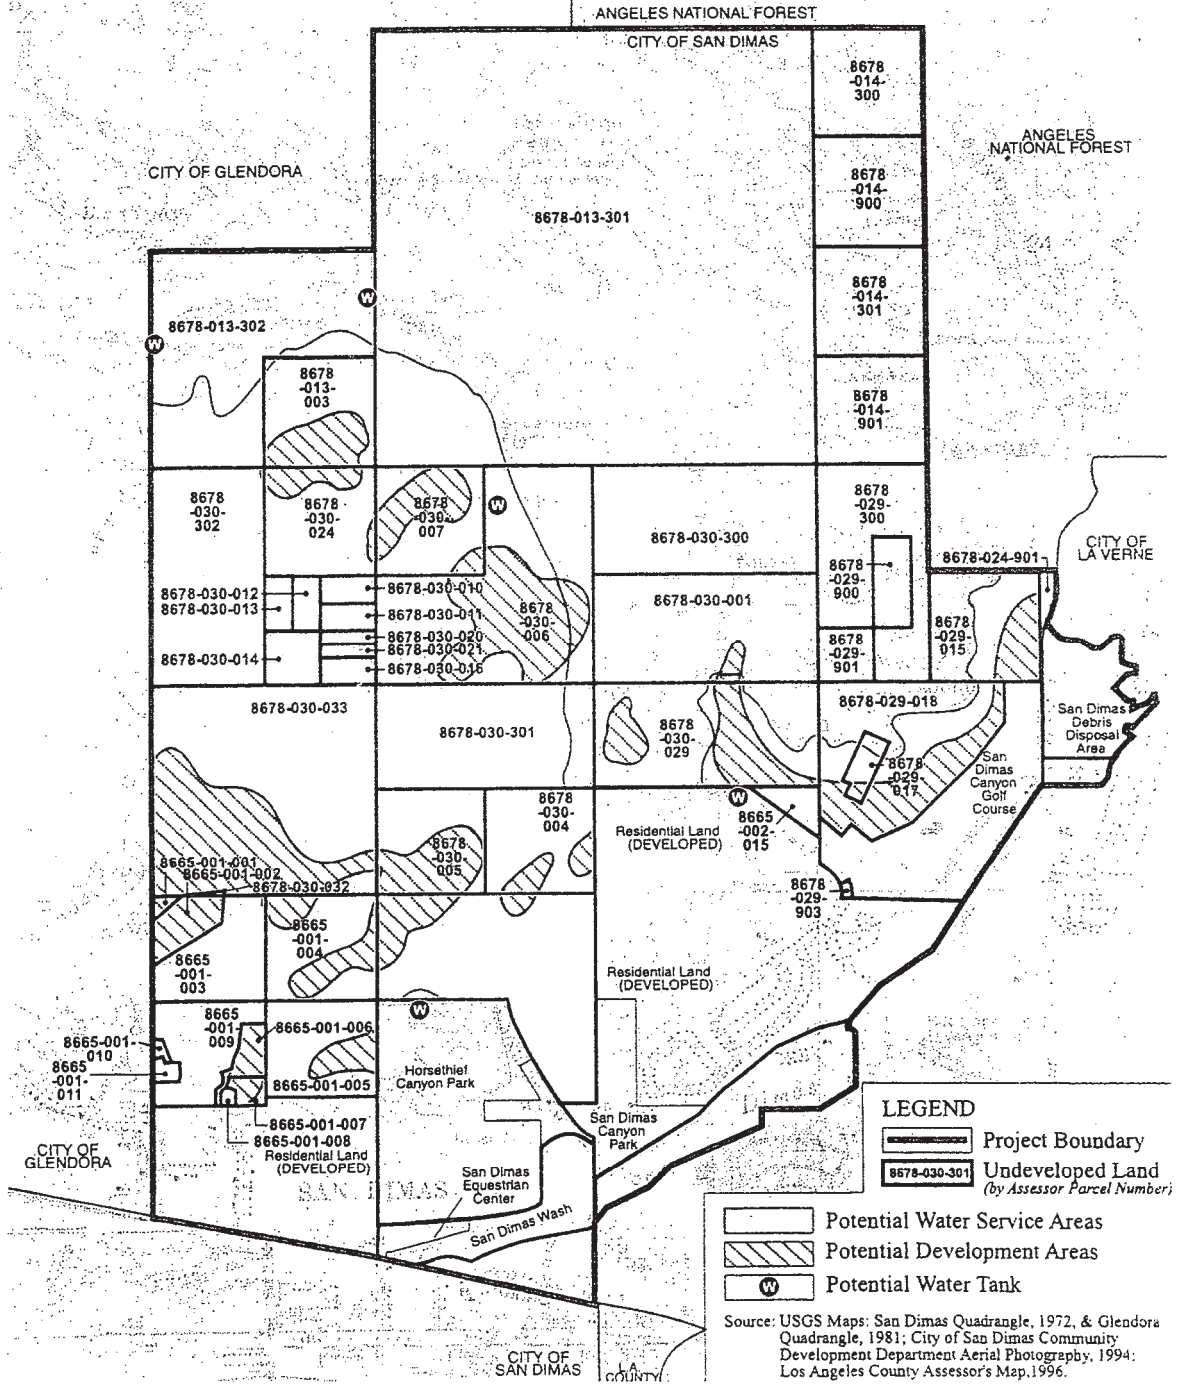 ANGELES NATIONAL FOREST
CITY OF SAN DIMAS
8678
-014-
300
ANGELES
NATIONAL FOREST
CITY OF GLENDORA
8678
-014-
900
8678-013-301
8678
-014-
301
8678-013-302
W
W
8678
-013-
003
8678
-014-
901
8678
-030-
302
8678
-030-
024
8678
-030-
007
W
8678
-029-
300
8678-030-300
CITY OF
LA VERNE
8678-024-901
8678
-029-
900
8678-030-012
8678-030-013
8678-030-010
8678-030-011
8678-030-020
8678-030-021
8678-030-016
8678-030-014
8678
-030-
006
8678-030-001
8678
-029-
901
8678
-029-
015
8678-030-033
8678-030-301
8678
-030-
029
8678-029-018
San Dimas
Debris
Disposal
Area
8678
-029-
017
San
Dimas
Canyon
Golf
Course
W
8678
-030-
004
Residential Land
(DEVELOPED)
8665
-002-
015
8678
-030-
005
8665-001-001
8665-001-002
8678-030-032
8678
-029-
903
8665
-001-
004
8665
-001-
003
Residential Land
(DEVELOPED)
W
8665
-001-
009
8665-001-006
8665-001-
010
8665
-001-
011
8665-001-005
Horsethief
Canyon Park
8665-001-007
8665-001-008
Residential Land
(DEVELOPED)
San Dimas
Canyon
Park
CITY OF
GLENDORA
SAN DIMAS
San Dimas
Equestrian
Center
San Dimas Wash
CITY OF
SAN DIMAS
L.A.
COUNTY
LEGEND
Project Boundary
8678-030-301
Undeveloped Land
(by Assessor Parcel Number)
Potential Water Service Areas
Potential Development Areas
W
Potential Water Tank
Source: USGS Maps: San Dimas Quadrangle, 1972, & Glendora
Quadrangle, 1981; City of San Dimas Community
Development Department Aerial Photography, 1994;
Los Angeles County Assessor's Map,1996.